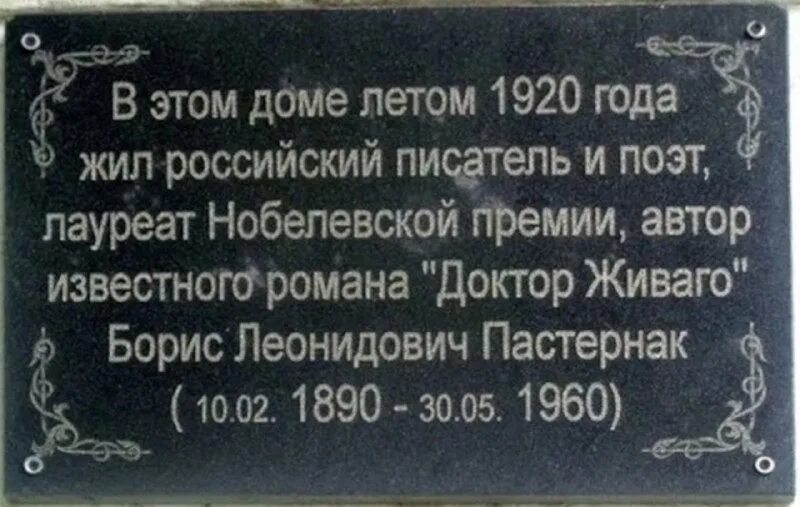 В этом доме летом 1920 года
жил российский писатель и поэт,
лауреат Нобелевской премии, автор
известного романа "Доктор Живаго"
Борис Леонидович Пастернак
( 10.02. 1890 - 30.05. 1960)